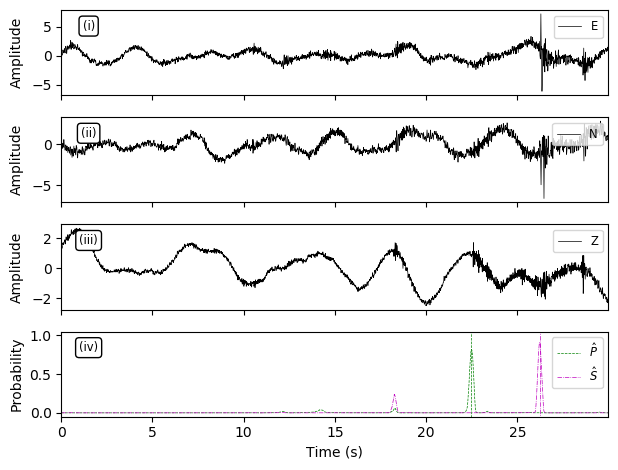 (i)
E
Amplitude
5
0
−5
(ii)
N
Amplitude
0
−5
(iii)
Z
Amplitude
2
0
−2
(iv)
P̂
Ŝ
Probability
1.0
0.5
0.0
0 5 10 15 20 25
Time (s)